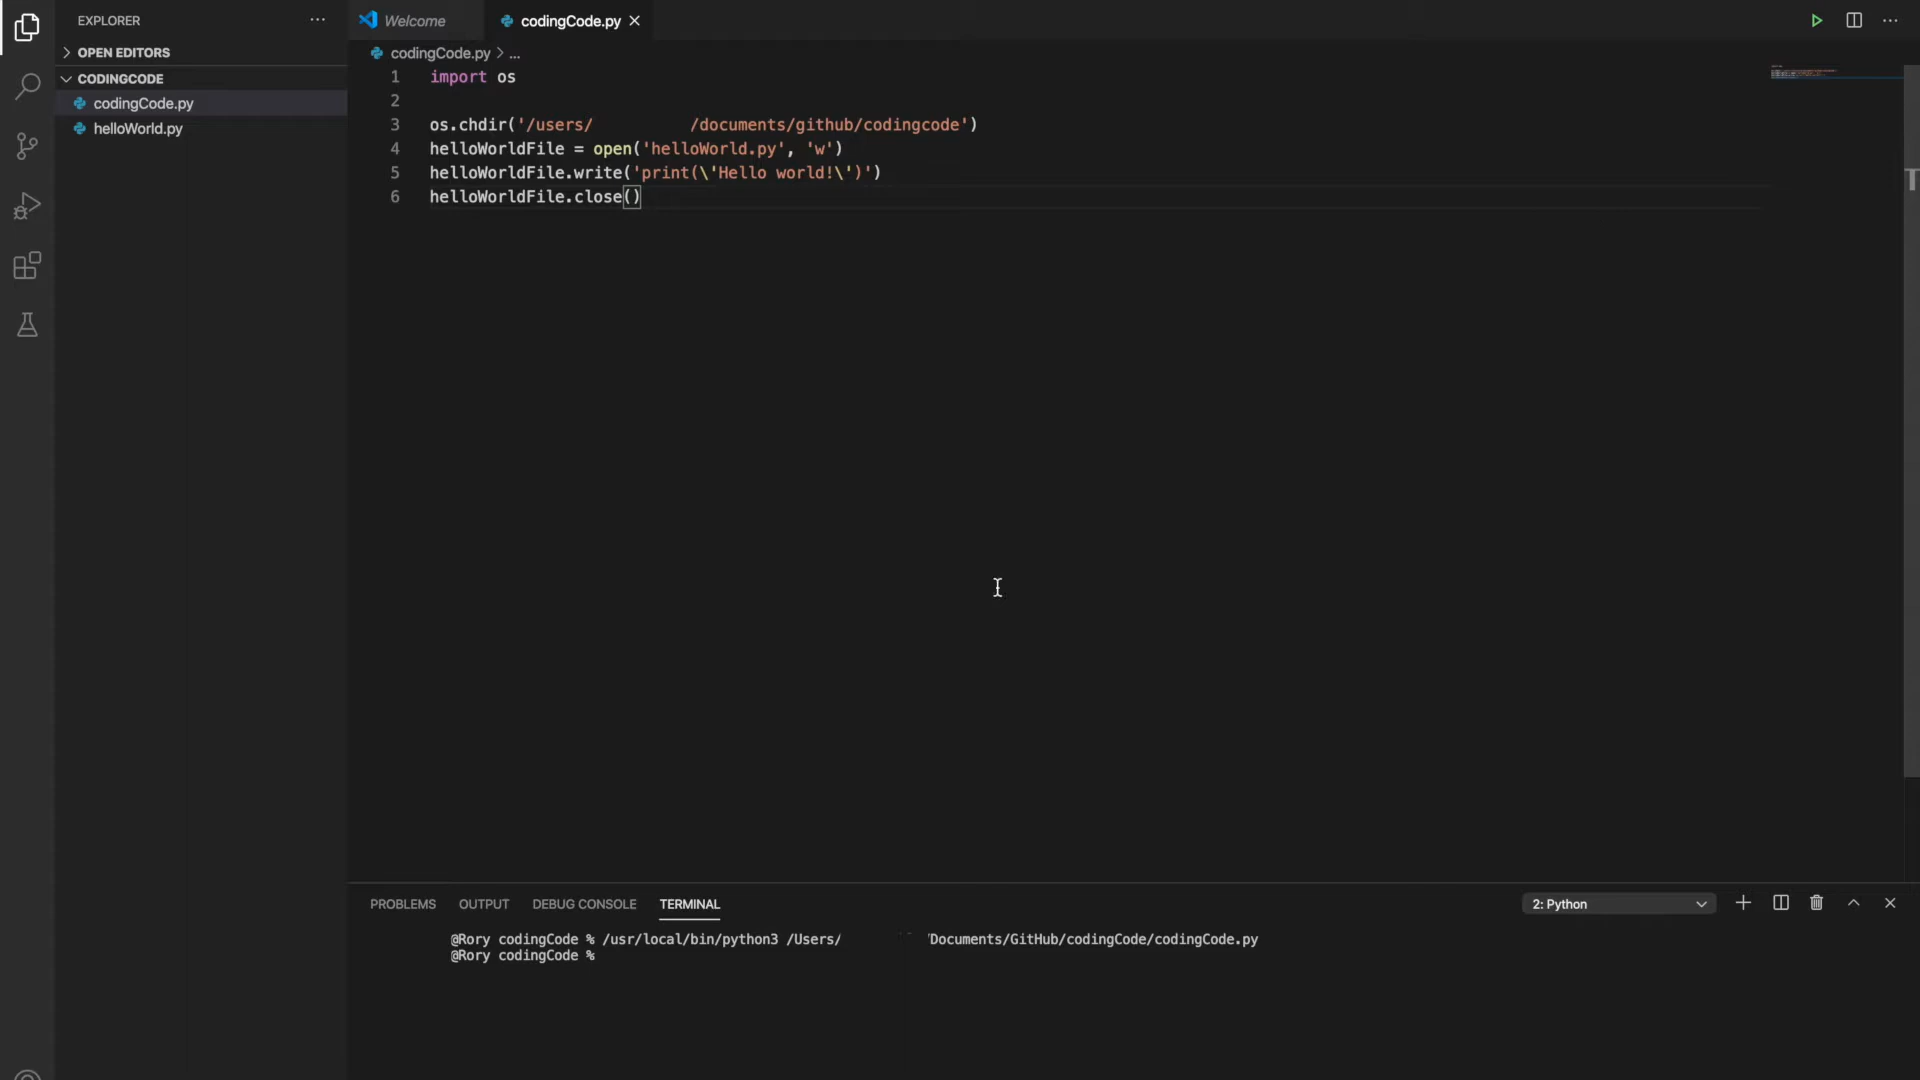 EXPLORER
OPEN EDITORS
CODINGCODE
codingCode.py
helloWorld.py
Welcome
codingCode.py
codingCode.py > ...
1 import os
2
3 os.chdir('/users/ /documents/github/codingcode')
4 helloWorldFile = open('helloWorld.py', 'w')
5 helloWorldFile.write('print(\'Hello world!\')')
6 helloWorldFile.close()
PROBLEMS OUTPUT DEBUG CONSOLE TERMINAL
2: Python
@Rory codingCode % /usr/local/bin/python3 /Users/ /Documents/GitHub/codingCode/codingCode.py
@Rory codingCode %